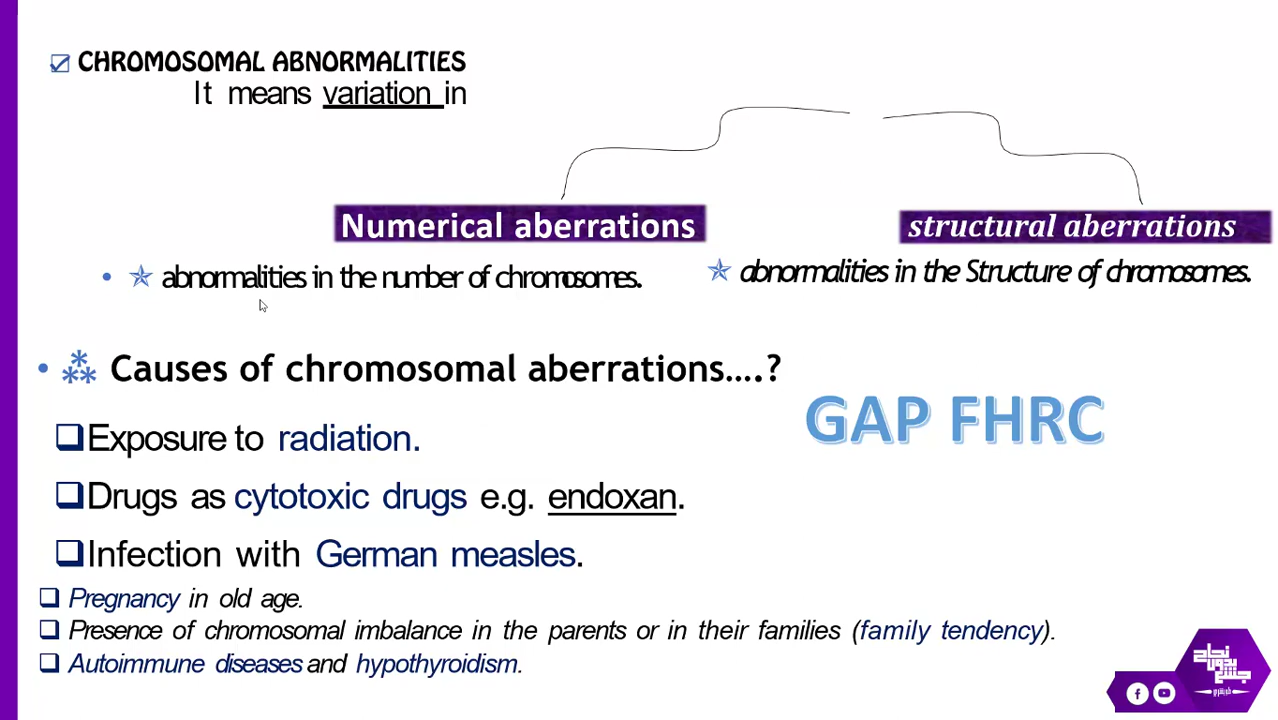 CHROMOSOMAL ABNORMALITIES
It means variation in
Numerical aberrations
structural aberrations
abnormalities in the number of chromosomes.
abnormalities in the Structure of chromosomes.
Causes of chromosomal aberrations....?
GAP FHRC
Exposure to radiation.
Drugs as cytotoxic drugs e.g. endoxan.
Infection with German measles.
Pregnancy in old age.
Presence of chromosomal imbalance in the parents or in their families (family tendency).
Autoimmune diseases and hypothyroidism.